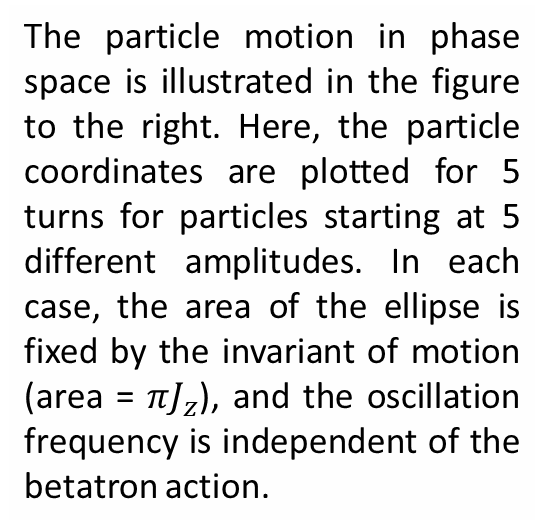 The particle motion in phase
space is illustrated in the figure
to the right. Here, the particle
coordinates are plotted for 5
turns for particles starting at 5
different amplitudes. In each
case, the area of the ellipse is
fixed by the invariant of motion
(area = πJ_z), and the oscillation
frequency is independent of the
betatron action.